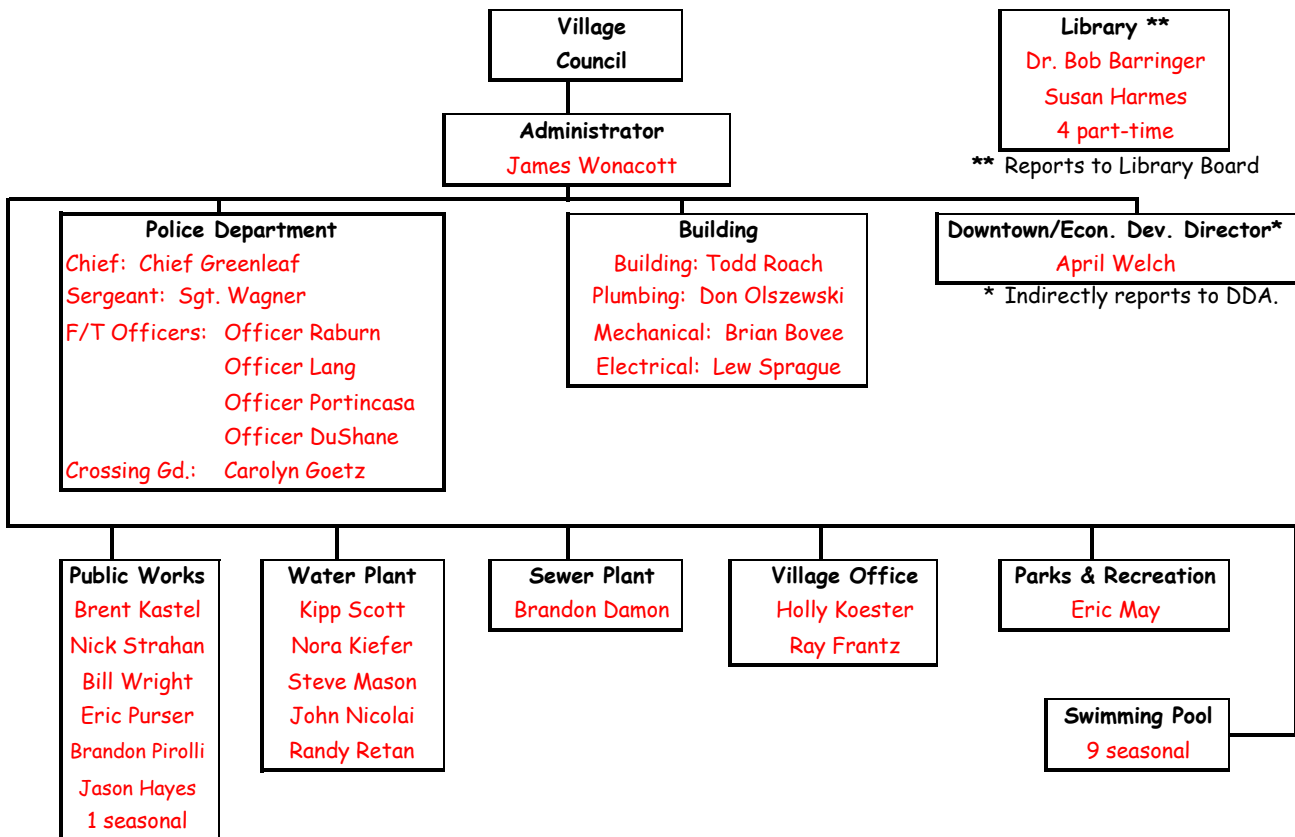 Village
Council
Library **
Dr. Bob Barringer
Susan Harmes
4 part-time
** Reports to Library Board
Administrator
James Wonacott
Police Department
Chief: Chief Greenleaf
Sergeant: Sgt. Wagner
F/T Officers: Officer Raburn
Officer Lang
Officer Portincasa
Officer DuShane
Crossing Gd.: Carolyn Goetz
Building
Building: Todd Roach
Plumbing: Don Olszewski
Mechanical: Brian Bovee
Electrical: Lew Sprague
Downtown/Econ. Dev. Director*
April Welch
* Indirectly reports to DDA.
Public Works
Brent Kastel
Nick Strahan
Bill Wright
Eric Purser
Brandon Pirolli
Jason Hayes
1 seasonal
Water Plant
Kipp Scott
Nora Kiefer
Steve Mason
John Nicolai
Randy Retan
Sewer Plant
Brandon Damon
Village Office
Holly Koester
Ray Frantz
Parks & Recreation
Eric May
Swimming Pool
9 seasonal